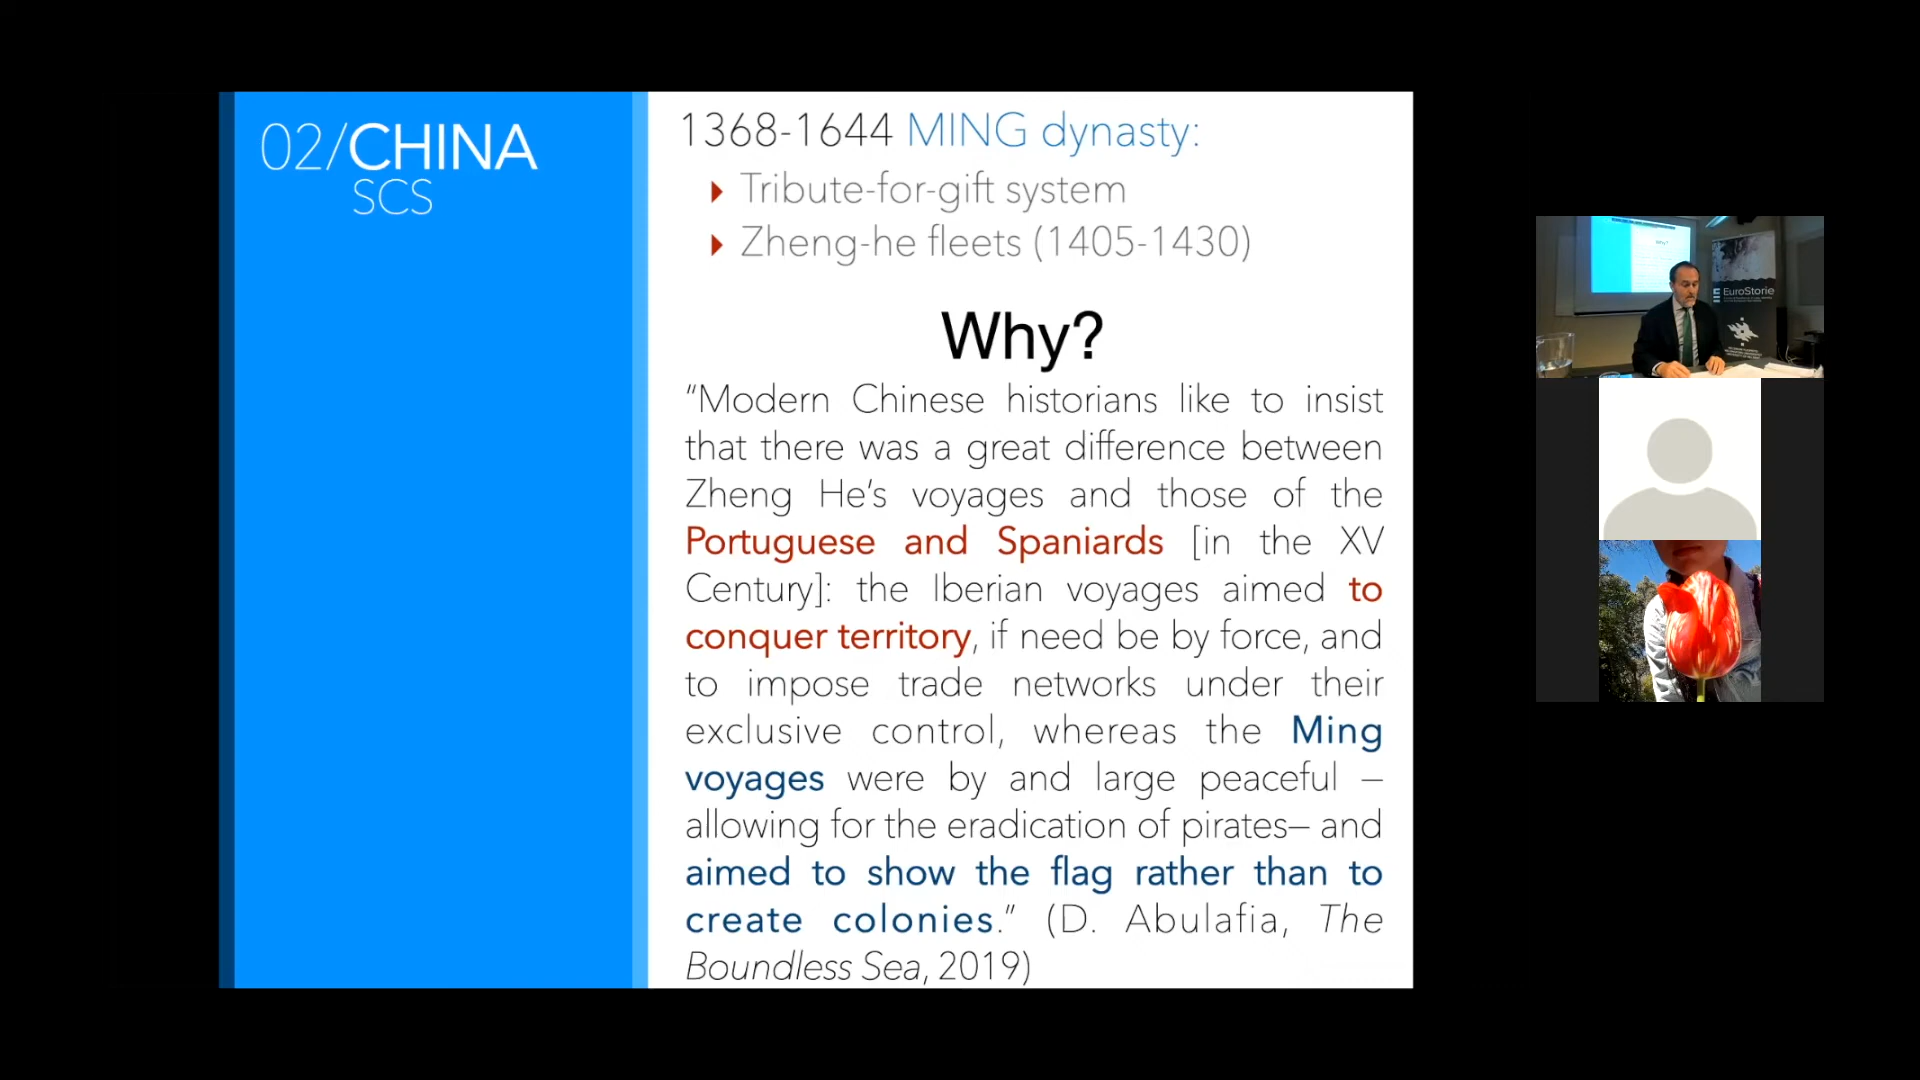 02/CHINA
SCS
1368-1644 MING dynasty:
Tribute-for-gift system
Zheng-he fleets (1405-1430)
Why?
“Modern Chinese historians like to insist
that there was a great difference between
Zheng He’s voyages and those of the
Portuguese and Spaniards [in the XV
Century]: the Iberian voyages aimed to
conquer territory, if need be by force, and
to impose trade networks under their
exclusive control, whereas the Ming
voyages were by and large peaceful –
allowing for the eradication of pirates– and
aimed to show the flag rather than to
create colonies.” (D. Abulafia, The
Boundless Sea, 2019)
Why?
EuroStorie